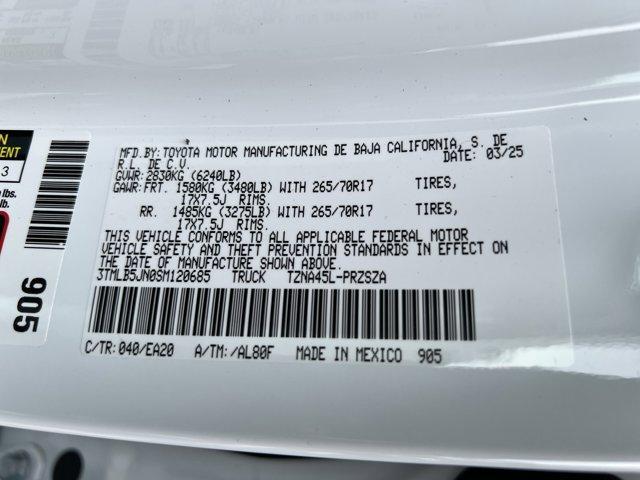 MFD.BY:TOYOTA MOTOR MANUFACTURING DE BAJA CALIFORNIA, S. DE
R.L. DE C.V.
DATE: 03/25
GVWR: 2830KG (6240LB)
GAWR:FRT. 1580KG (3480LB) WITH 265/70R17 TIRES,
17X7.5J RIMS.
RR. 1485KG (3275LB) WITH 265/70R17 TIRES,
17X7.5J RIMS.
THIS VEHICLE CONFORMS TO ALL APPLICABLE FEDERAL MOTOR
VEHICLE SAFETY AND THEFT PREVENTION STANDARDS IN EFFECT ON
THE DATE OF MANUFACTURE SHOWN ABOVE.
3TMLB5JN0SM120685 TRUCK TZNA45L-PRZSZA
C/TR:040/EA20 A/TM:/AL80F MADE IN MEXICO 905
3
lbs.
lb.
905